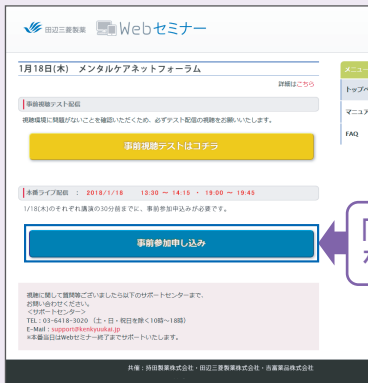 田辺三菱製薬 Webセミナー
1月18日(木) メンタルケアネットフォーラム
詳細はこちら
事前視聴テスト配信
視聴環境に問題がないことを確認いただくため、必ずテスト配信の視聴をお願いいたします。
事前視聴テストはコチラ
本番ライブ配信 : 2018/1/18 13:30 ~ 14:15 ・ 19:00 ~ 19:45
1/18(木)のそれぞれ講演の30分前までに、事前参加申込みが必要です。
事前参加申し込み
視聴に関して質問等ございましたら以下のサポートセンターまで、
お問い合わせください。
<サポートセンター>
TEL:03-6418-3020 (土・日・祝日を除く10時~18時)
E-Mail:support@kenkyuukai.jp
※本番当日はWebセミナー終了までサポートいたします。
メニュー
トップペ
マニュア
FAQ
共催:持田製薬株式会社・田辺三菱製薬株式会社・吉富薬品株式会社